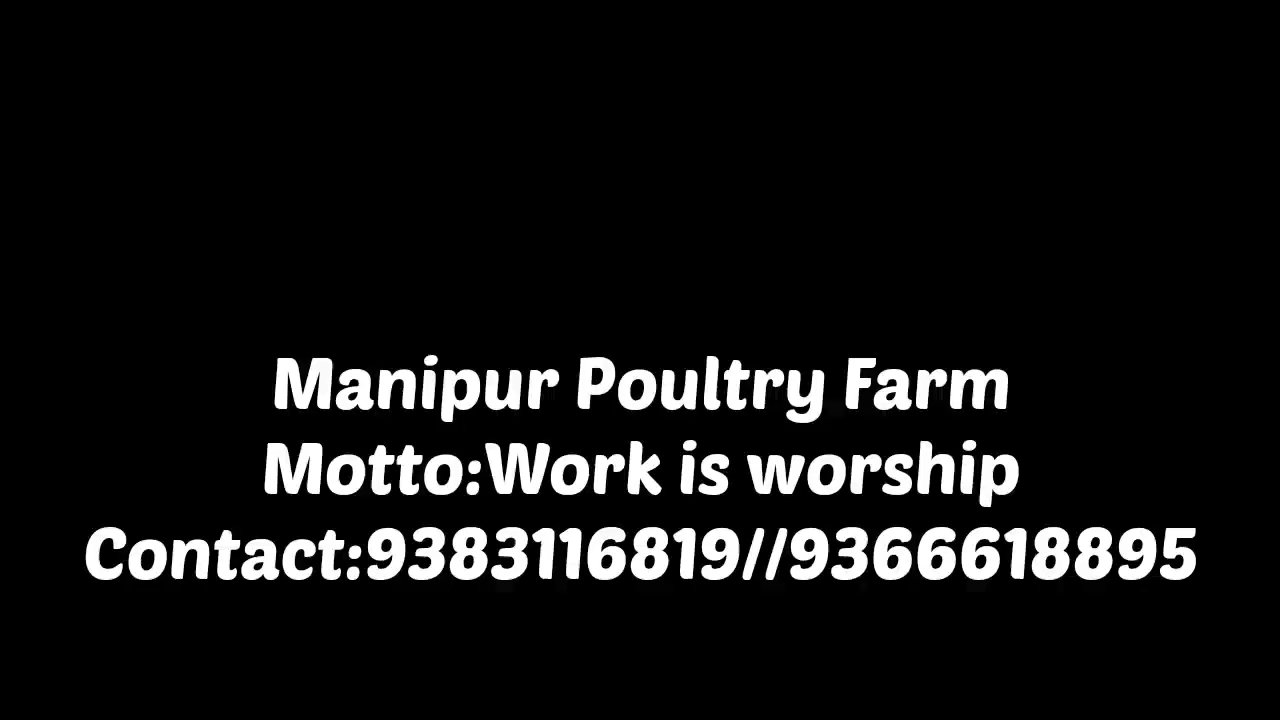 Manipur Poultry Farm
Motto:Work is worship
Contact:9383116819//9366618895